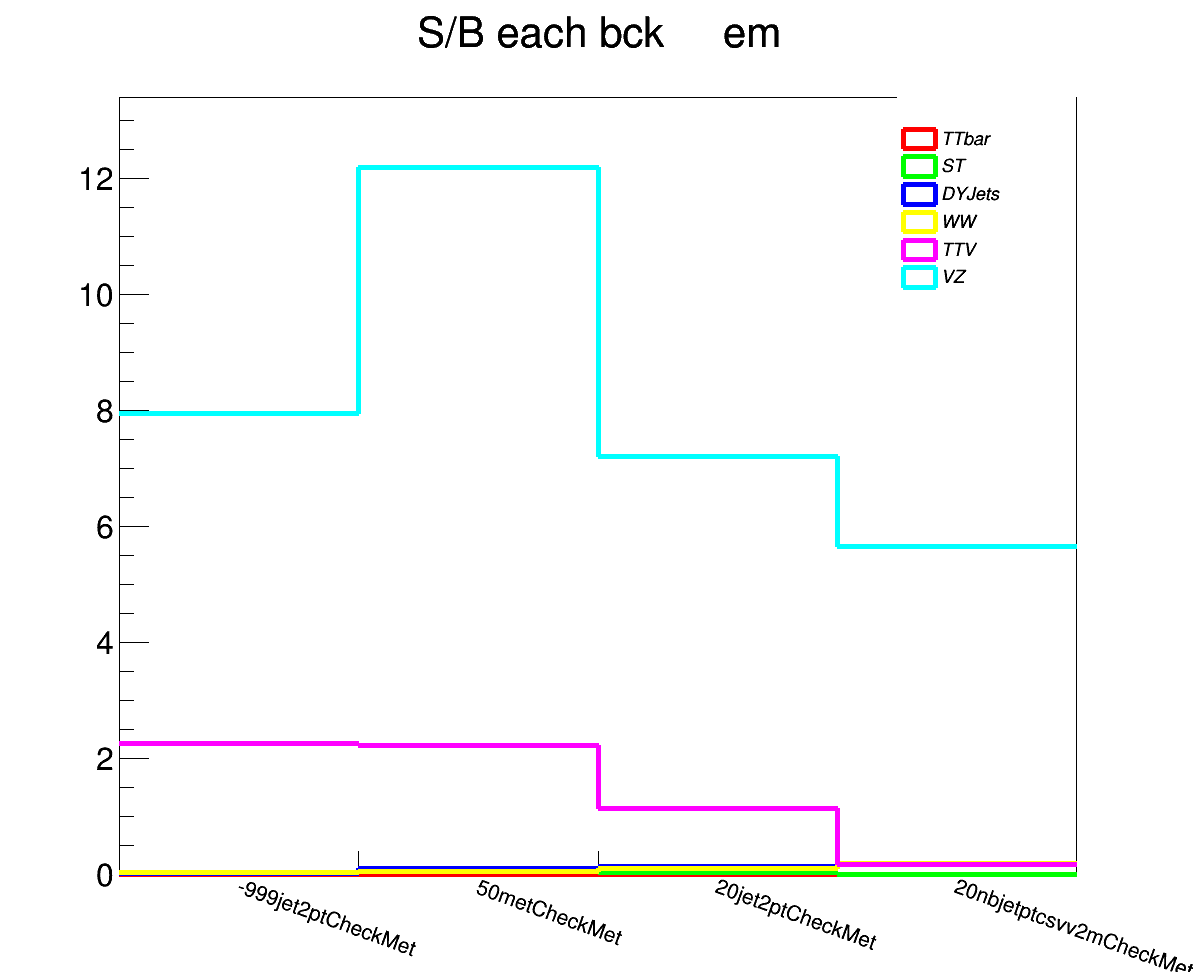 S/B each bck em
TTbar
ST
DYJets
WW
TTV
VZ
12
10
8
6
4
2
0
-999jet2ptCheckMet
50metCheckMet
20jet2ptCheckMet
20nbjetptcsvv2mCheckMet